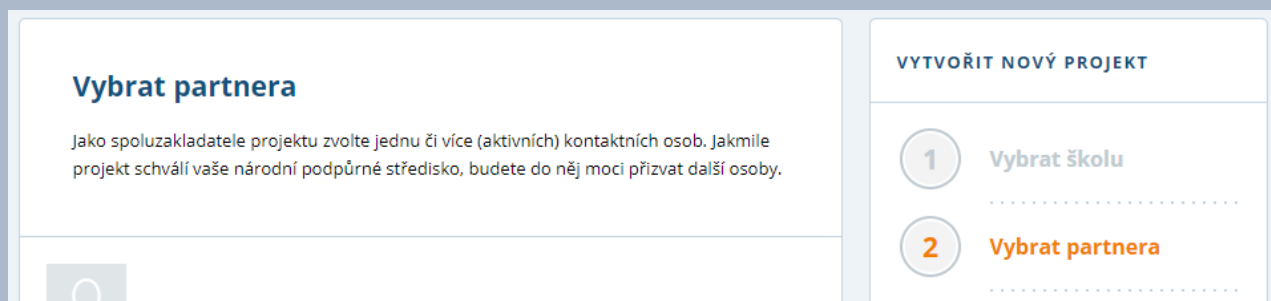 Vybrat partnera
Jako spoluzakladatele projektu zvolte jednu či více (aktivních) kontaktních osob. Jakmile
projekt schválí vaše národní podpůrné středisko, budete do něj moci přizvat další osoby.
VYTVOŘIT NOVÝ PROJEKT
1 Vybrat školu
2 Vybrat partnera